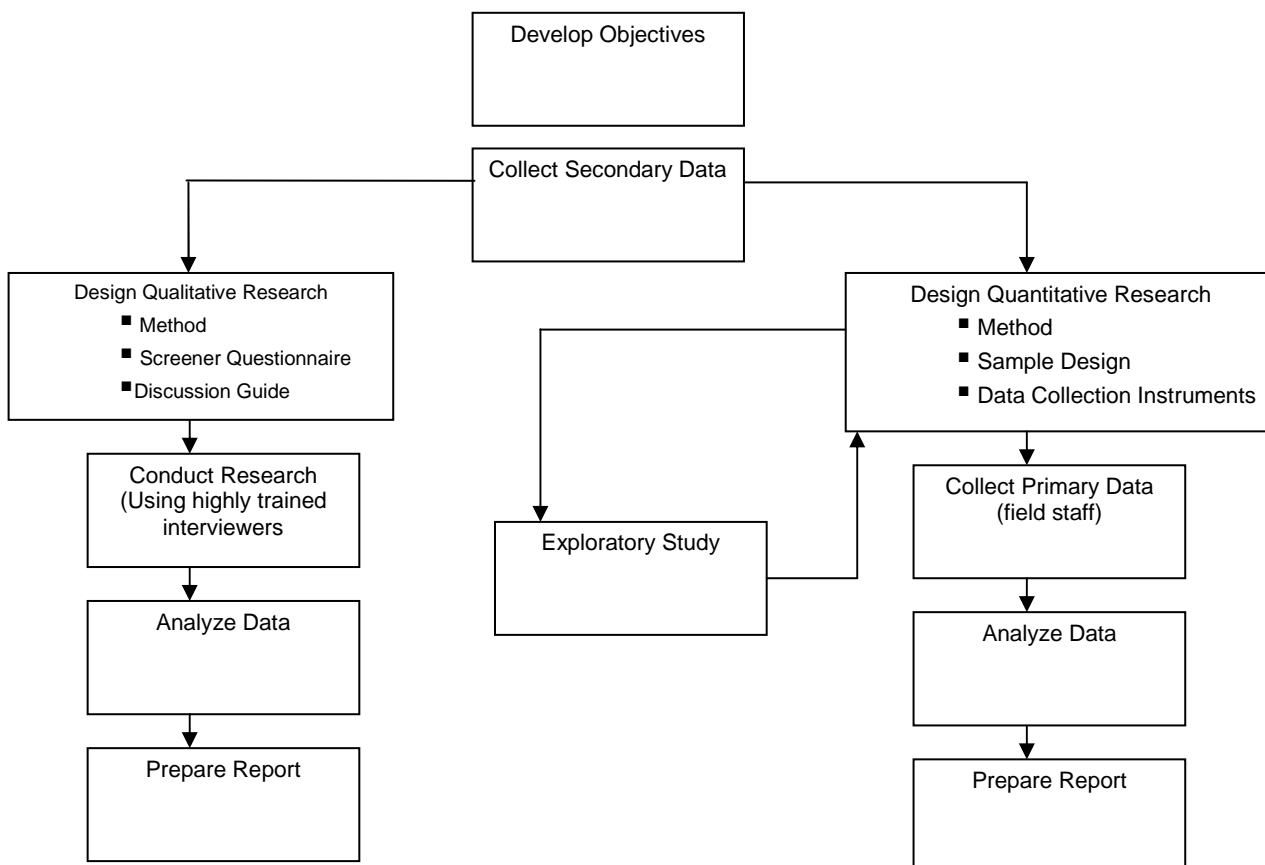 Develop Objectives
Collect Secondary Data
Design Qualitative Research
■ Method
■ Screener Questionnaire
■ Discussion Guide
Design Quantitative Research
■ Method
■ Sample Design
■ Data Collection Instruments
Conduct Research
(Using highly trained
interviewers
Exploratory Study
Collect Primary Data
(field staff)
Analyze Data
Analyze Data
Prepare Report
Prepare Report